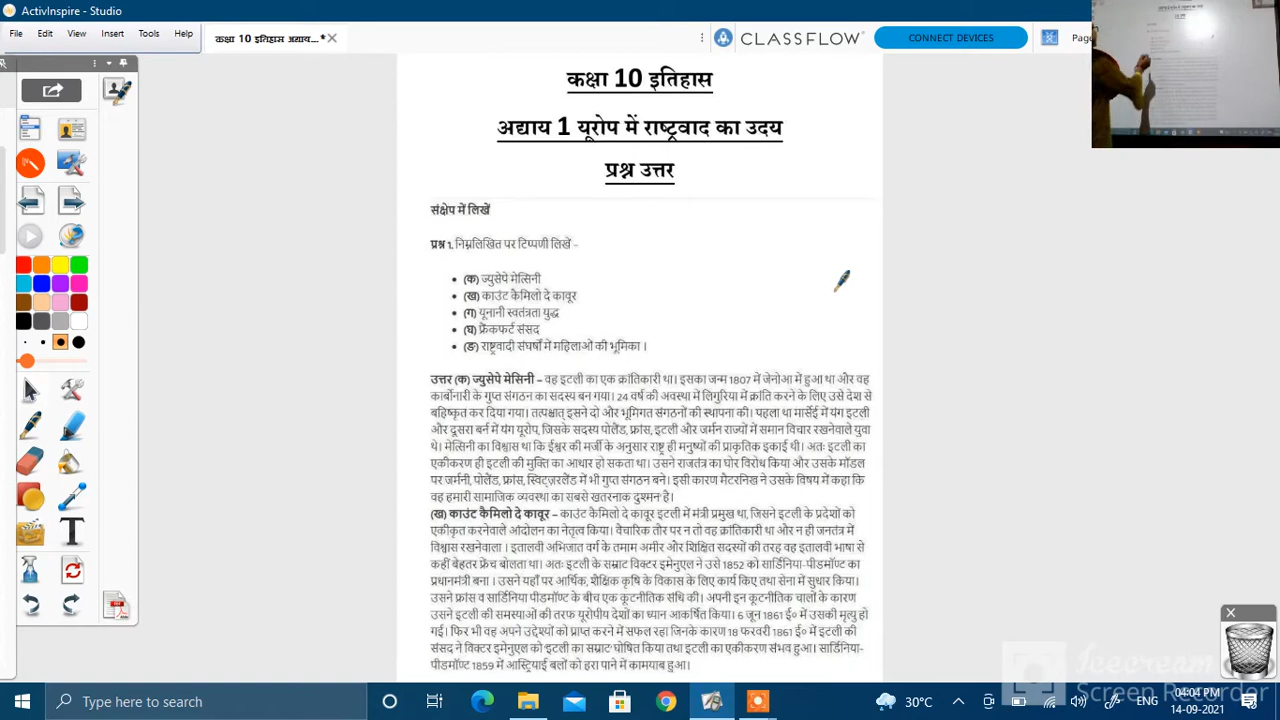 ActivInspire - Studio
File Edit View Insert Tools Help
कक्षा 10 इतिहास अद्याय...*
CLASSFLOW
CONNECT DEVICES
Page
कक्षा 10 इतिहास
अद्याय 1 यूरोप में राष्ट्रवाद का उदय
प्रश्न उत्तर
संक्षेप में लिखें
प्रश्न 1. निम्नलिखित पर टिप्पणी लिखें -
(क) ज्युसेपे मेत्सिनी
(ख) काउंट कैमिलो दे कावूर
(ग) यूनानी स्वतंत्रता युद्ध
(घ) फ्रैंकफर्ट संसद
(ङ) राष्ट्रवादी संघर्षों में महिलाओं की भूमिका ।
उत्तर (क) ज्युसेपे मेसिनी – वह इटली का एक क्रांतिकारी था। इसका जन्म 1807 में जेनोआ में हुआ था और वह
कार्बोनारी के गुप्त संगठन का सदस्य बन गया। 24 वर्ष की अवस्था में लिगुरिया में क्रांति करने के लिए उसे देश से
बहिष्कृत कर दिया गया। तत्पश्चात् इसने दो और भूमिगत संगठनों की स्थापना की। पहला था मार्सेई में यंग इटली
और दूसरा बर्न में यंग यूरोप, जिसके सदस्य पोलैंड, फ्रांस, इटली और जर्मन राज्यों में समान विचार रखनेवाले युवा
थे। मेत्सिनी का विश्वास था कि ईश्वर की मर्जी के अनुसार राष्ट्र ही मनुष्यों की प्राकृतिक इकाई थी। अतः इटली का
एकीकरण ही इटली की मुक्ति का आधार हो सकता था। उसने राजतंत्र का घोर विरोध किया और उसके मॉडल
पर जर्मनी, पोलैंड, फ्रांस, स्विट्ज़रलैंड में भी गुप्त संगठन बने। इसी कारण मैटरनिख ने उसके विषय में कहा कि
वह हमारी सामाजिक व्यवस्था का सबसे खतरनाक दुश्मन है।
(ख) काउंट कैमिलो दे कावूर – काउंट कैमिलो दे कावूर इटली में मंत्री प्रमुख था, जिसने इटली के प्रदेशों को
एकीकृत करनेवाले आंदोलन का नेतृत्व किया। वैचारिक तौर पर न तो वह क्रांतिकारी था और न ही जनतंत्र में
विश्वास रखनेवाला । इतालवी अभिजात वर्ग के तमाम अमीर और शिक्षित सदस्यों की तरह वह इतालवी भाषा से
कहीं बेहतर फ्रेंच बोलता था। अतः इटली के सम्राट विक्टर इमेनुएल ने उसे 1852 को सार्डिनिया-पीडमॉण्ट का
प्रधानमंत्री बना । उसने यहाँ पर आर्थिक, शैक्षिक कृषि के विकास के लिए कार्य किए तथा सेना में सुधार किया।
उसने फ्रांस व सार्डिनिया पीडमॉण्ट के बीच एक कूटनीतिक संधि की। अपनी इन कूटनीतिक चालों के कारण
उसने इटली की समस्याओं की तरफ यूरोपीय देशों का ध्यान आकर्षित किया। 6 जून 1861 ई० में उसकी मृत्यु हो
गई। फिर भी वह अपने उद्देश्यों को प्राप्त करने में सफल रहा जिनके कारण 18 फरवरी 1861 ई० में इटली की
संसद ने विक्टर इमेनुएल को 'इटली का सम्राट' घोषित किया तथा इटली का एकीकरण संभव हुआ। सार्डिनिया-
पीडमॉण्ट 1859 में आस्ट्रियाई बलों को हरा पाने में कामयाब हुआ।
icecream
Screen Recorder
Type here to search
30°C
ENG
04:04 PM
14-09-2021